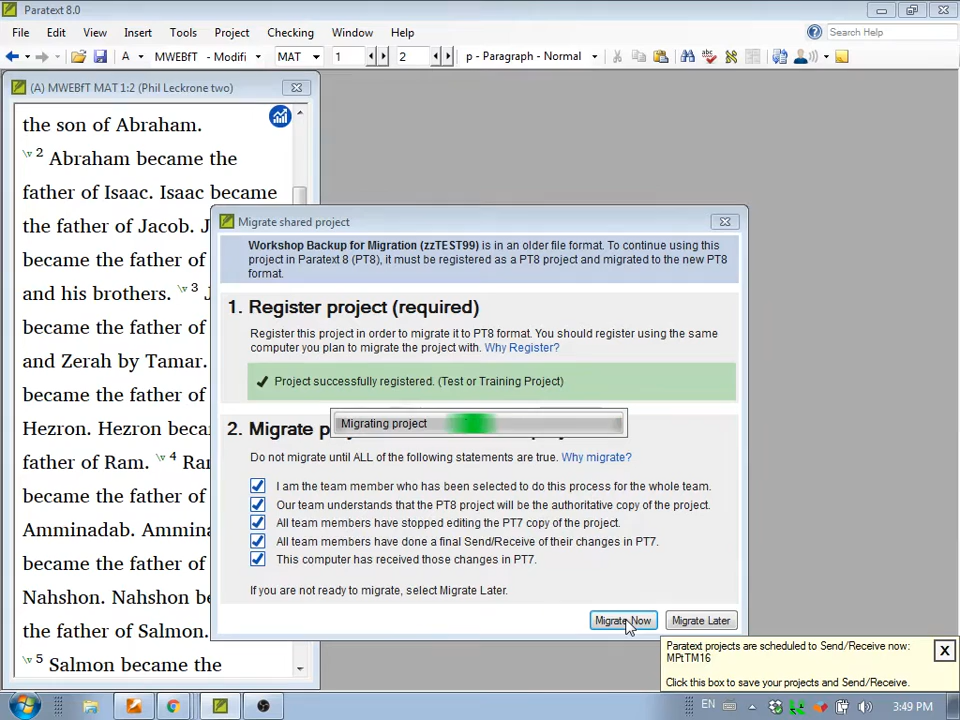 Paratext 8.0
File Edit View Insert Tools Project Checking Window Help
Search Help
A MWEBfT - Modifi MAT 1 2 p - Paragraph - Normal
(A) MWEBfT MAT 1:2 (Phil Leckrone two)
the son of Abraham.
\v 2 Abraham became the
father of Isaac. Isaac became
the father of Jacob. J
became the father of
and his brothers. \v 3 J
became the father of
and Zerah by Tamar.
became the father of
Hezron. Hezron beca
father of Ram. \v 4 Rar
became the father of
Amminadab. Ammina
became the father of
Nahshon. Nahshon be
the father of Salmon.
\v 5 Salmon became the
Migrate shared project
Workshop Backup for Migration (zzTEST99) is in an older file format. To continue using this
project in Paratext 8 (PT8), it must be registered as a PT8 project and migrated to the new PT8
format.
1. Register project (required)
Register this project in order to migrate it to PT8 format. You should register using the same
computer you plan to migrate the project with. Why Register?
Project successfully registered. (Test or Training Project)
Migrating project
2. Migrate p
Do not migrate until ALL of the following statements are true. Why migrate?
I am the team member who has been selected to do this process for the whole team.
Our team understands that the PT8 project will be the authoritative copy of the project.
All team members have stopped editing the PT7 copy of the project.
All team members have done a final Send/Receive of their changes in PT7.
This computer has received those changes in PT7.
If you are not ready to migrate, select Migrate Later.
Migrate Now Migrate Later
Paratext projects are scheduled to Send/Receive now:
MPtTM16
Click this box to save your projects and Send/Receive.
EN 3:49 PM